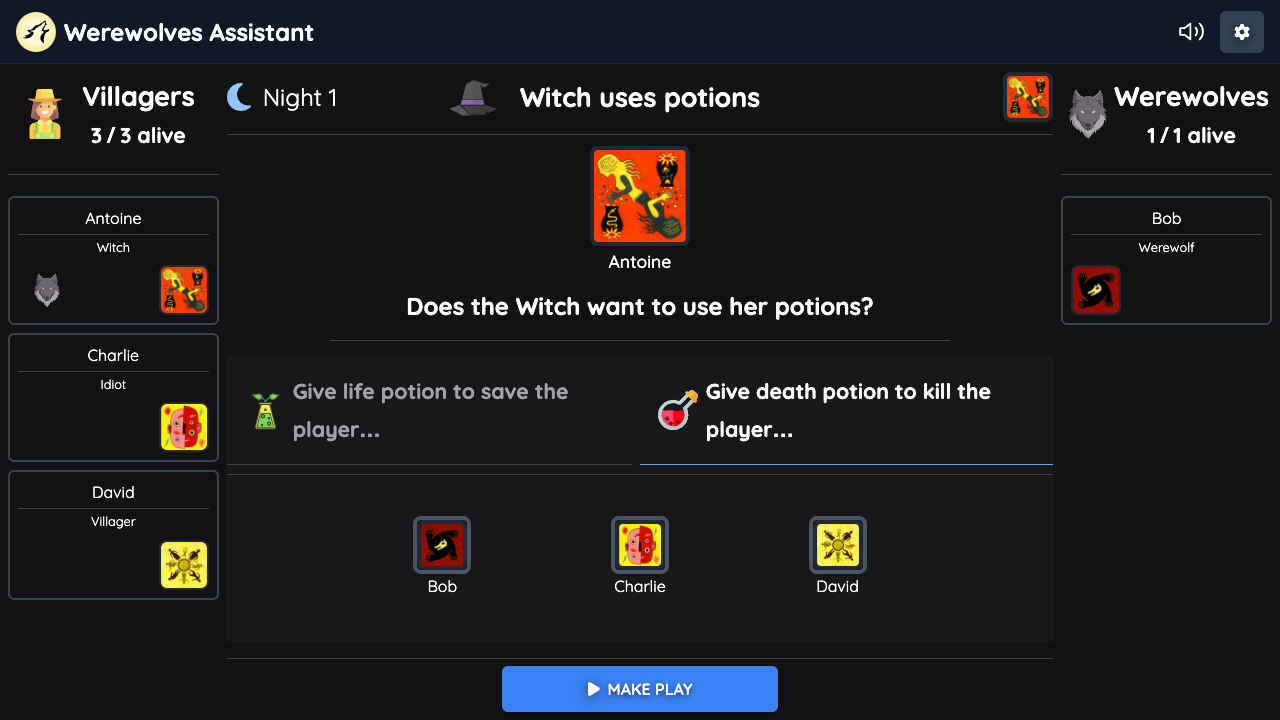 Werewolves Assistant
Villagers
3 / 3 alive
Night 1
Witch uses potions
Werewolves
1 / 1 alive
Antoine
Witch
Charlie
Idiot
David
Villager
Antoine
Does the Witch want to use her potions?
Give life potion to save the
player...
Give death potion to kill the
player...
Bob
Charlie
David
MAKE PLAY
Bob
Werewolf